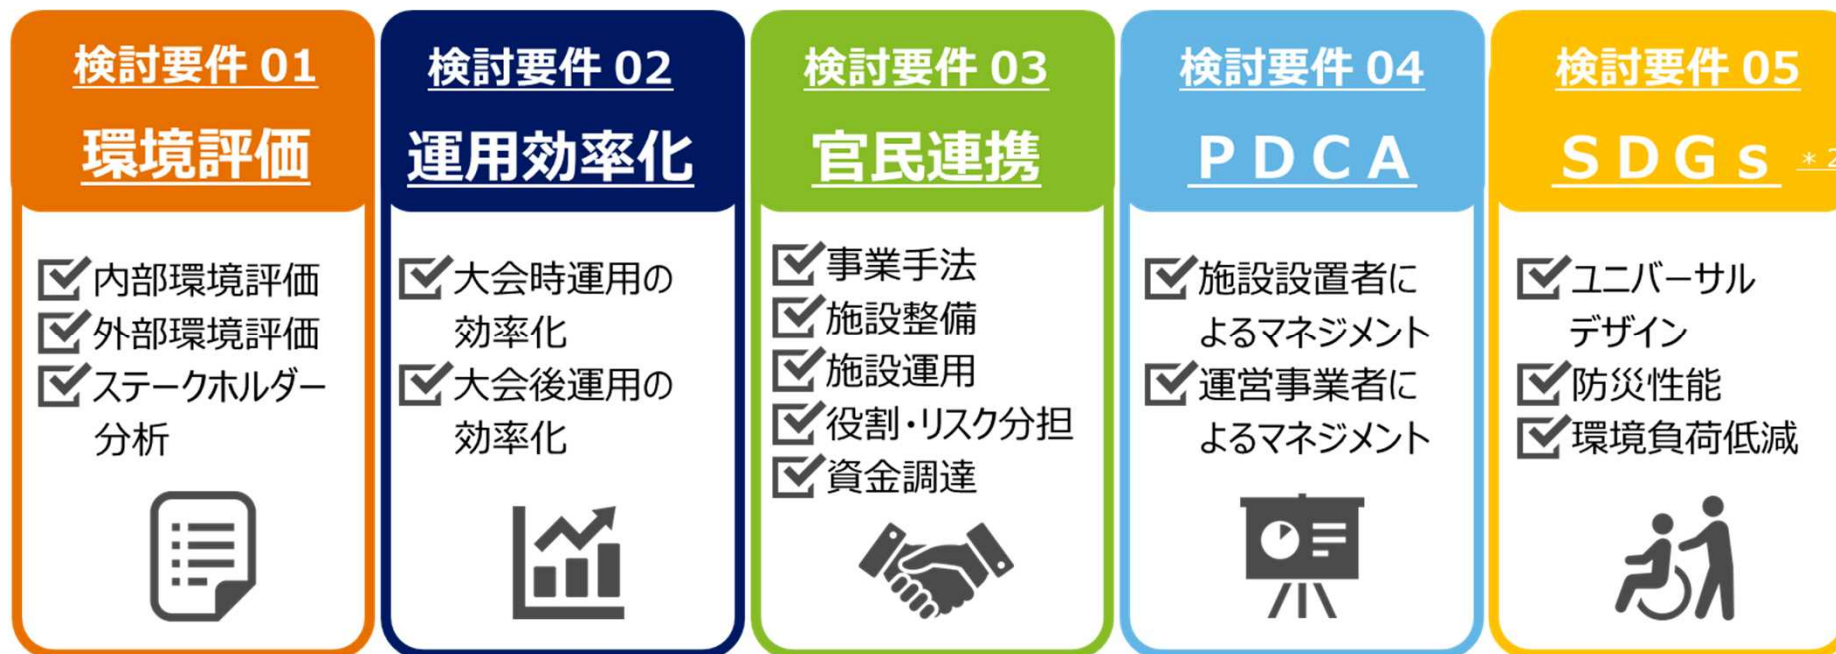 検討要件 01
環境評価
内部環境評価
外部環境評価
ステークホルダー
分析
検討要件 02
運用効率化
大会時運用の
効率化
大会後運用の
効率化
検討要件 03
官民連携
事業手法
施設整備
施設運用
役割・リスク分担
資金調達
検討要件 04
PDCA
施設設置者に
よるマネジメント
運営事業者に
よるマネジメント
検討要件 05
SDGs *2
ユニバーサル
デザイン
防災性能
環境負荷低減